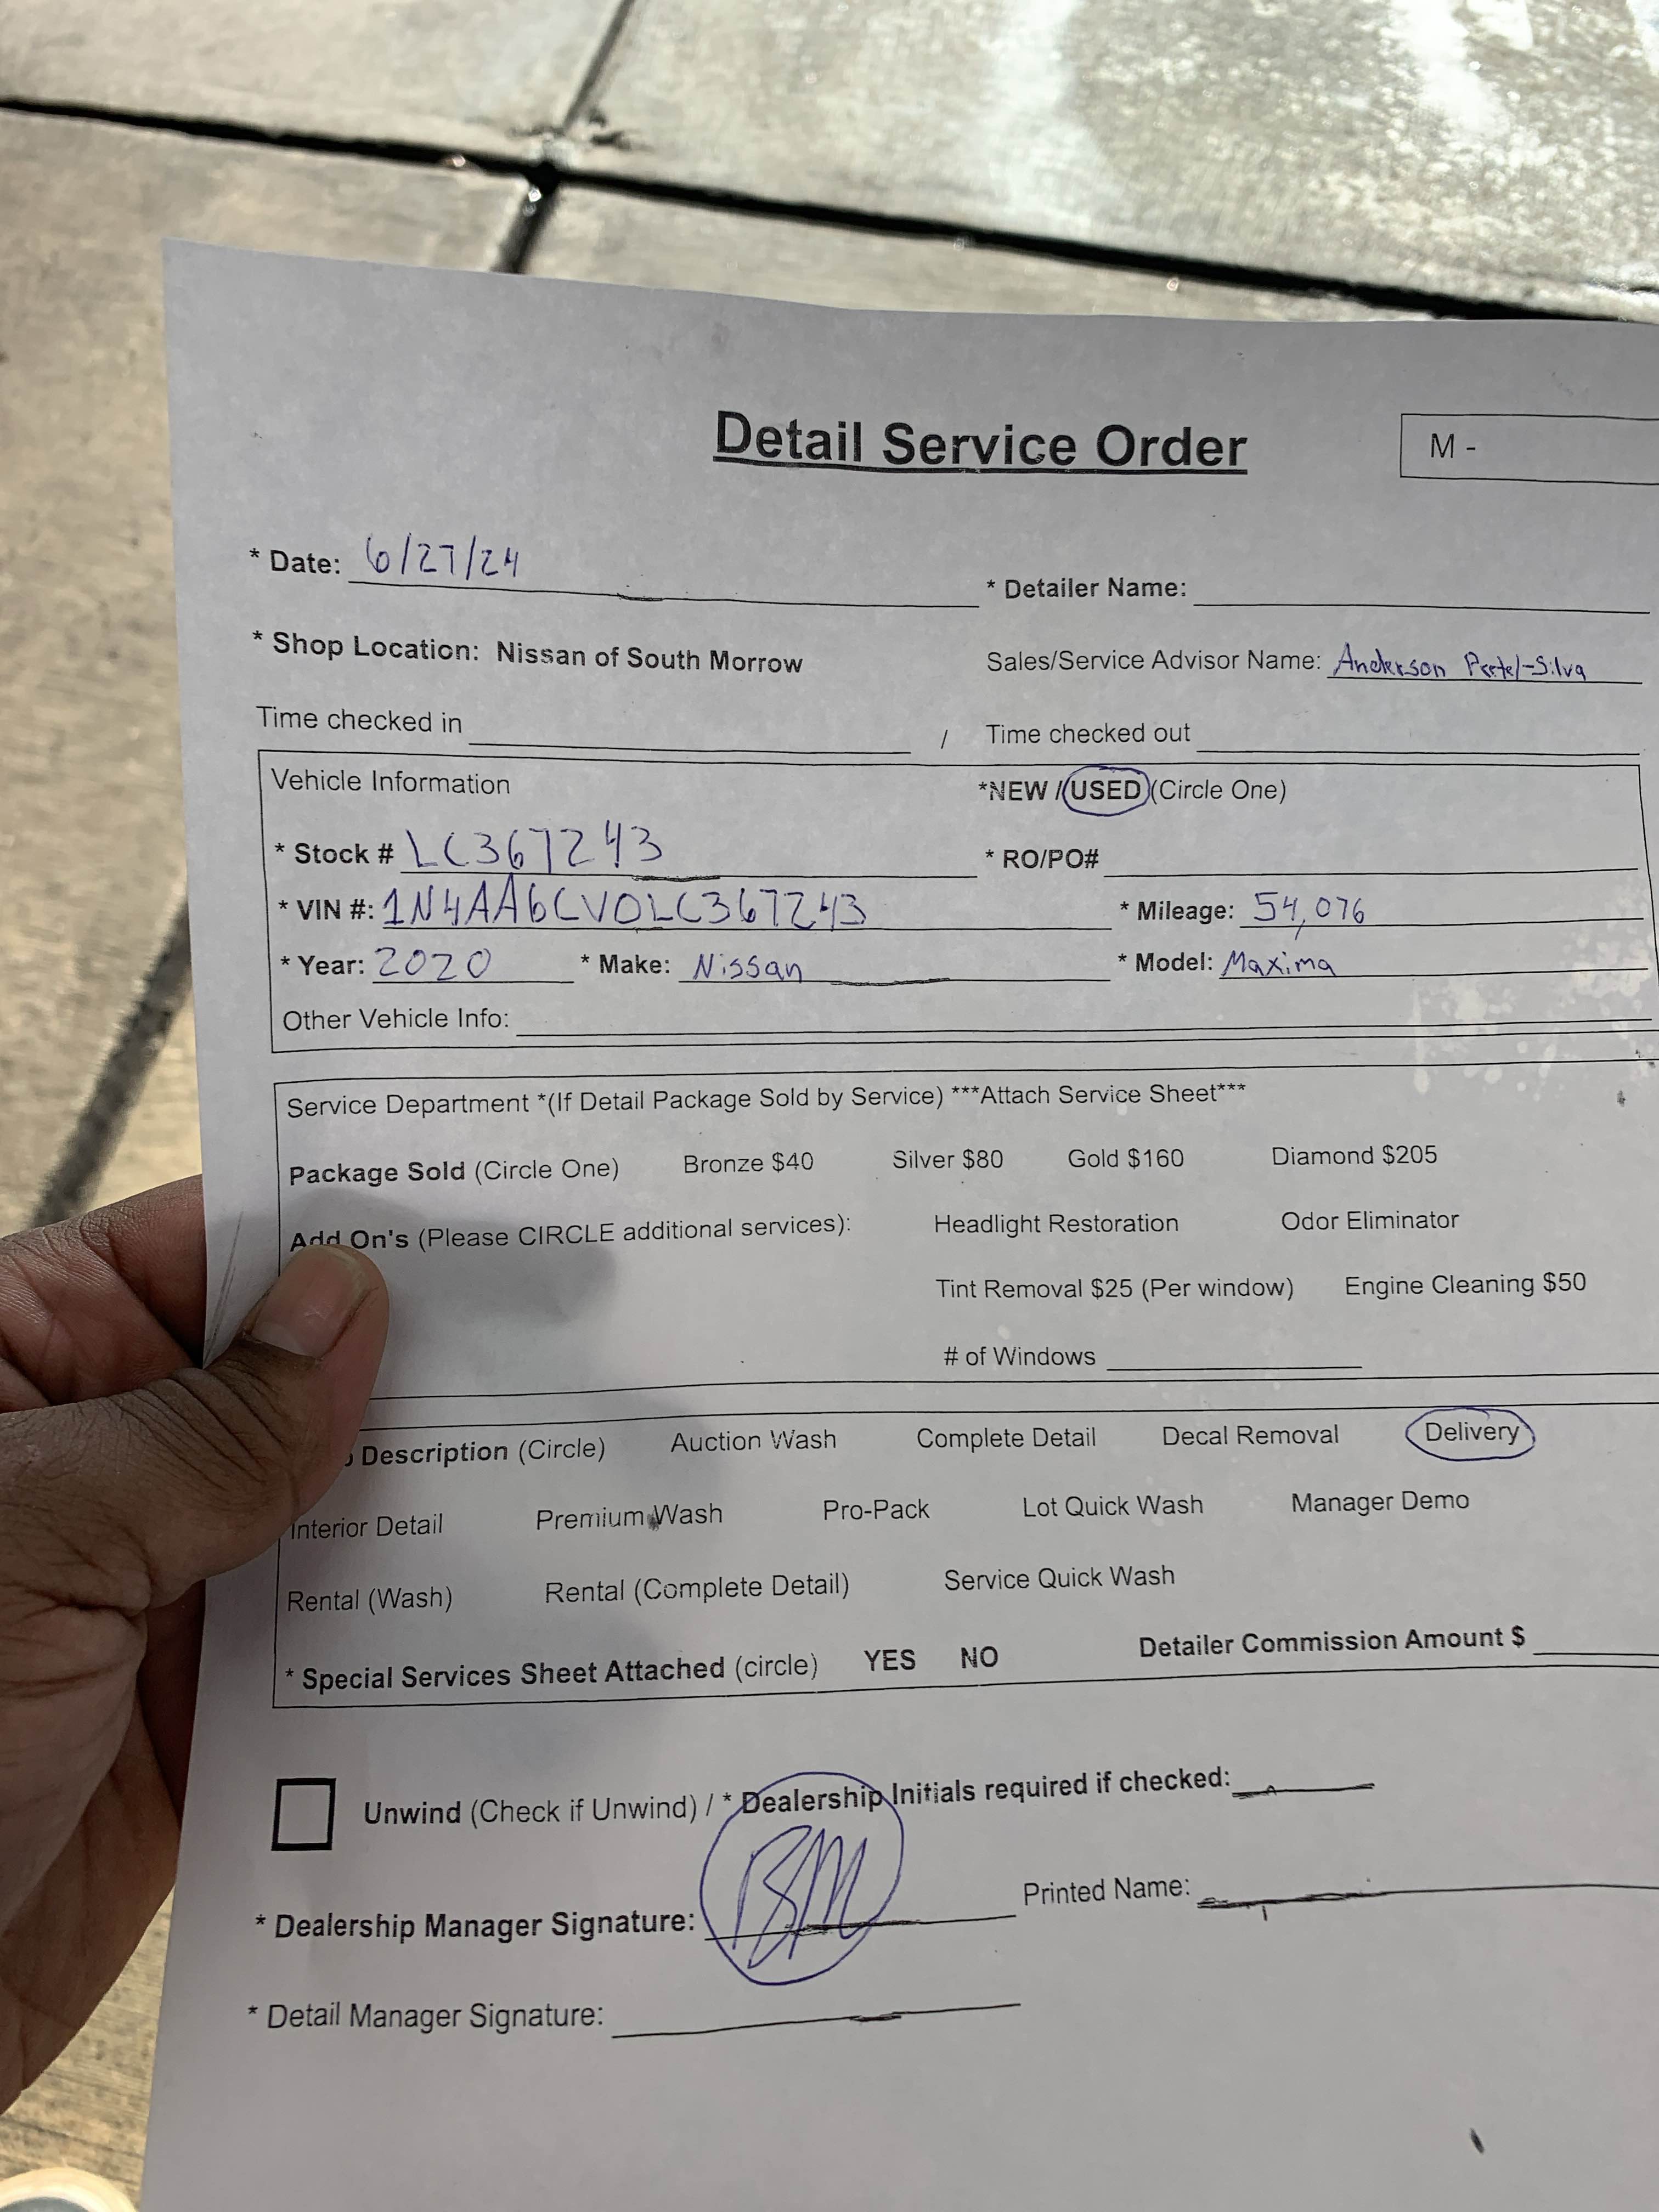 Detail Service Order
M -
* Date: 6/27/24
* Detailer Name:
* Shop Location: Nissan of South Morrow
Sales/Service Advisor Name: Anderson
Time checked in / Time checked out
Vehicle Information
*NEW / USED (Circle One)
* Stock # LC367243
* RO/PO#
* VIN #: 1N4AA6CV0LC367243
* Mileage: 54,076
* Year: 2020 * Make: Nissan * Model: Maxima
Other Vehicle Info:
Service Department *(If Detail Package Sold by Service) ***Attach Service Sheet***
Package Sold (Circle One) Bronze $40 Silver $80 Gold $160 Diamond $205
Add On's (Please CIRCLE additional services): Headlight Restoration Odor Eliminator
Tint Removal $25 (Per window) Engine Cleaning $50
# of Windows
Description (Circle) Auction Wash Complete Detail Decal Removal Delivery
Interior Detail Premium Wash Pro-Pack Lot Quick Wash Manager Demo
Rental (Wash) Rental (Complete Detail) Service Quick Wash
* Special Services Sheet Attached (circle) YES NO Detailer Commission Amount $
Unwind (Check if Unwind) / * Dealership Initials required if checked:
* Dealership Manager Signature: BM Printed Name:
* Detail Manager Signature: